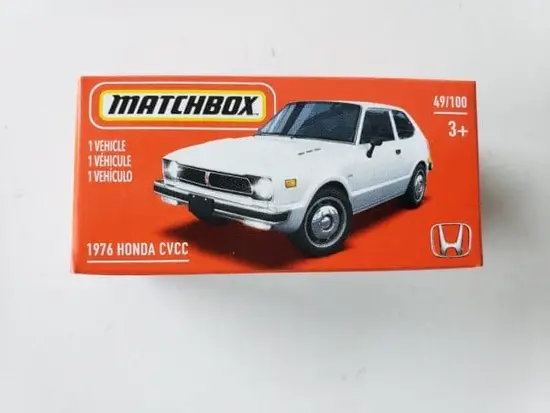 MATCHBOX
49/100
3+
1 VEHICLE
1 VÉHICULE
1 VEHÍCULO
1976 HONDA CVCC